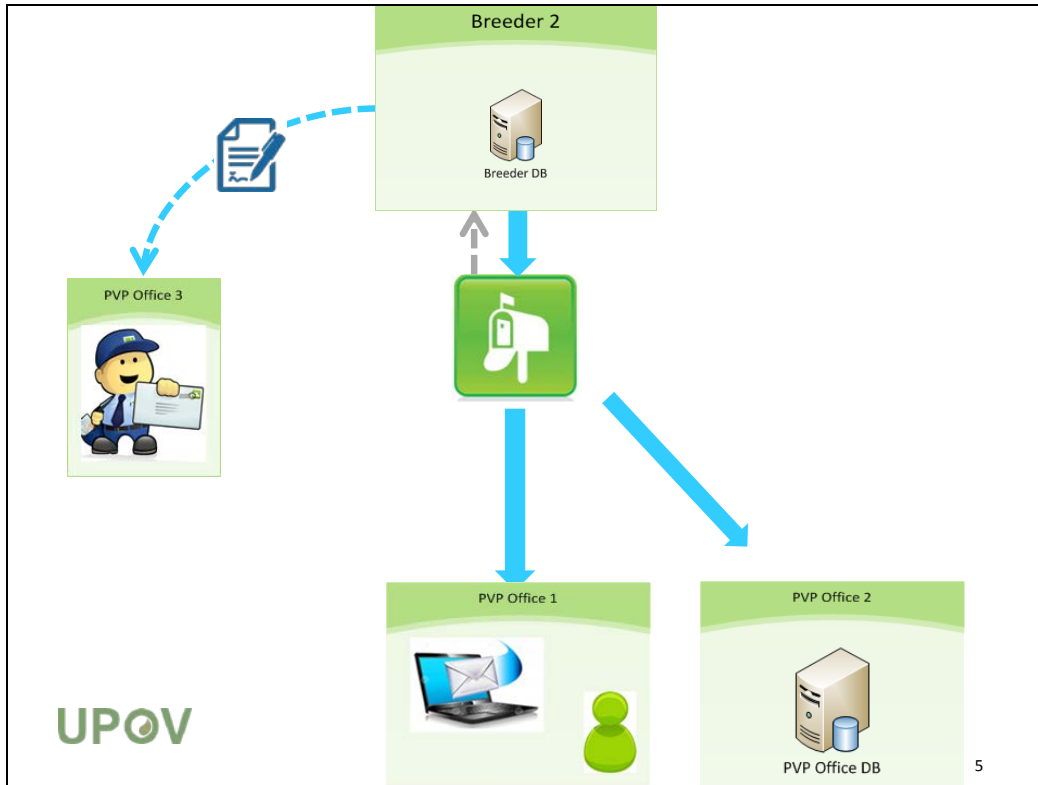 Breeder 2
Breeder DB
PVP Office 3
PVP Office 1
PVP Office 2
PVP Office DB
UPOV
5